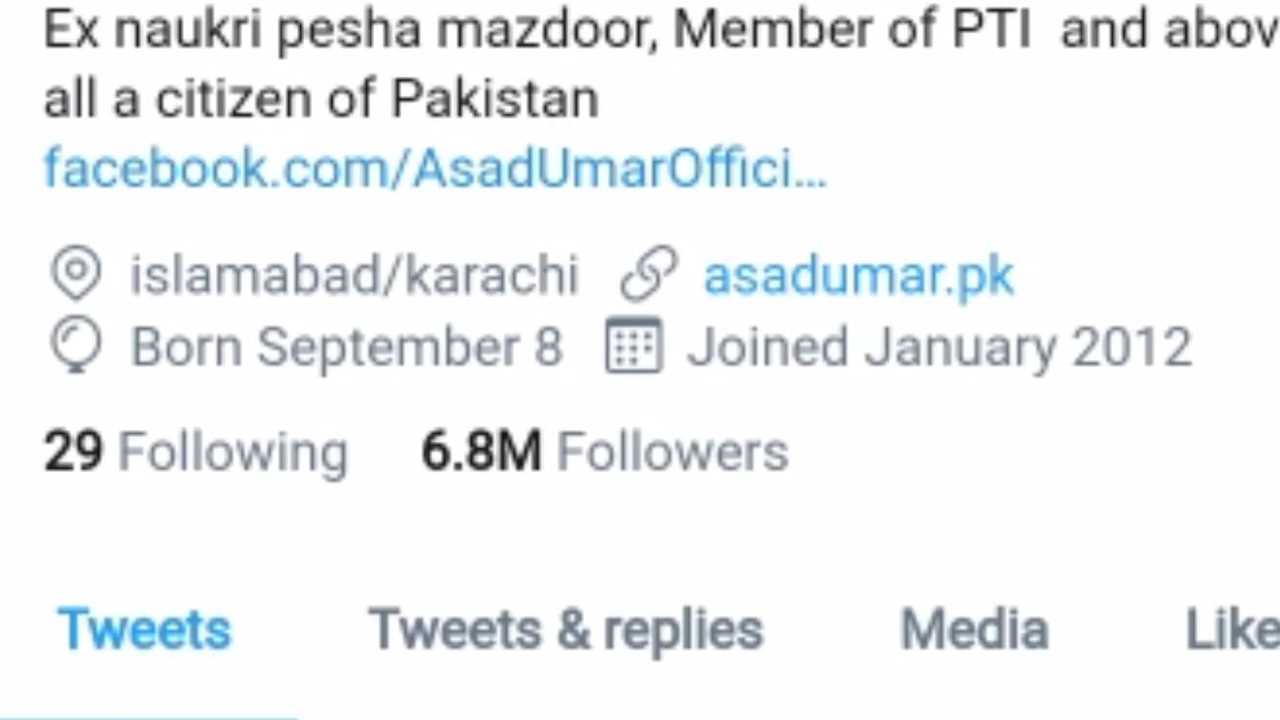 Ex naukri pesha mazdoor, Member of PTI and abov
all a citizen of Pakistan
facebook.com/AsadUmarOffici...
islamabad/karachi asadumar.pk
Born September 8 Joined January 2012
29 Following 6.8M Followers
Tweets Tweets & replies Media Like